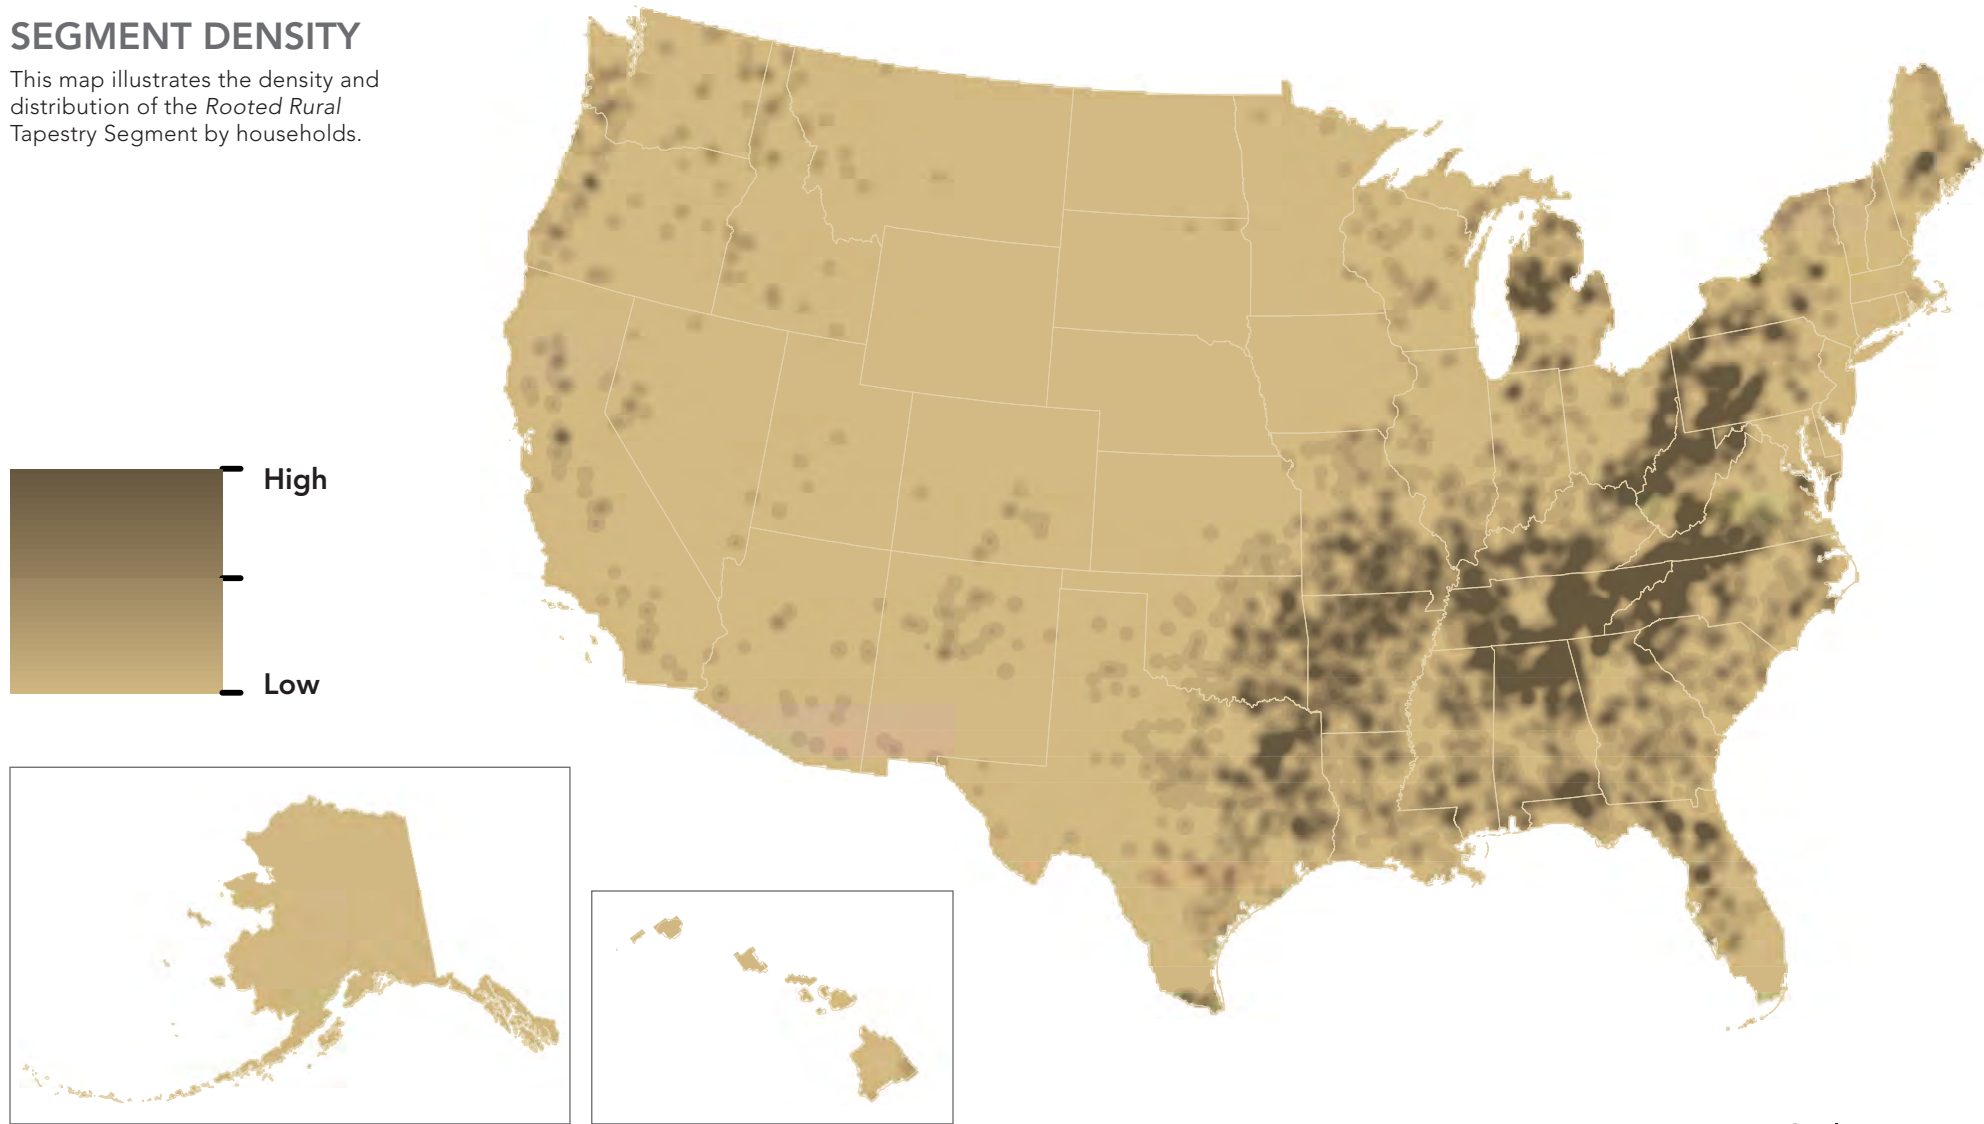 SEGMENT DENSITY
This map illustrates the density and
distribution of the Rooted Rural
Tapestry Segment by households.
High
Low